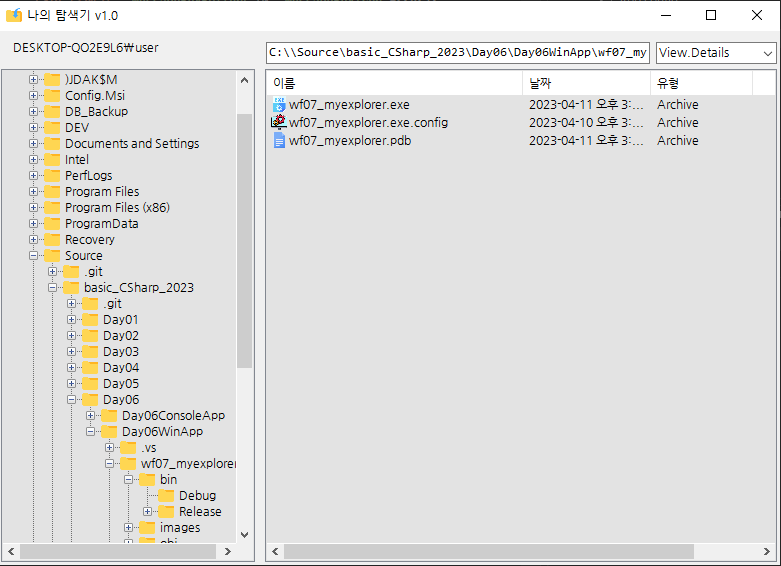 나의 탐색기 v1.0
DESKTOP-QO2E9L6₩user
C:\\Source\basic_CSharp_2023\Day06\Day06WinApp\wf07_my
View.Details
)JDAK$M
Config.Msi
DB_Backup
DEV
Documents and Settings
Intel
PerfLogs
Program Files
Program Files (x86)
ProgramData
Recovery
Source
.git
basic_CSharp_2023
.git
Day01
Day02
Day03
Day04
Day05
Day06
Day06ConsoleApp
Day06WinApp
.vs
wf07_myexplorer
bin
Debug
Release
images
obj
이름 날짜 유형
wf07_myexplorer.exe 2023-04-11 오후 3:... Archive
wf07_myexplorer.exe.config 2023-04-10 오후 3:... Archive
wf07_myexplorer.pdb 2023-04-11 오후 3:... Archive